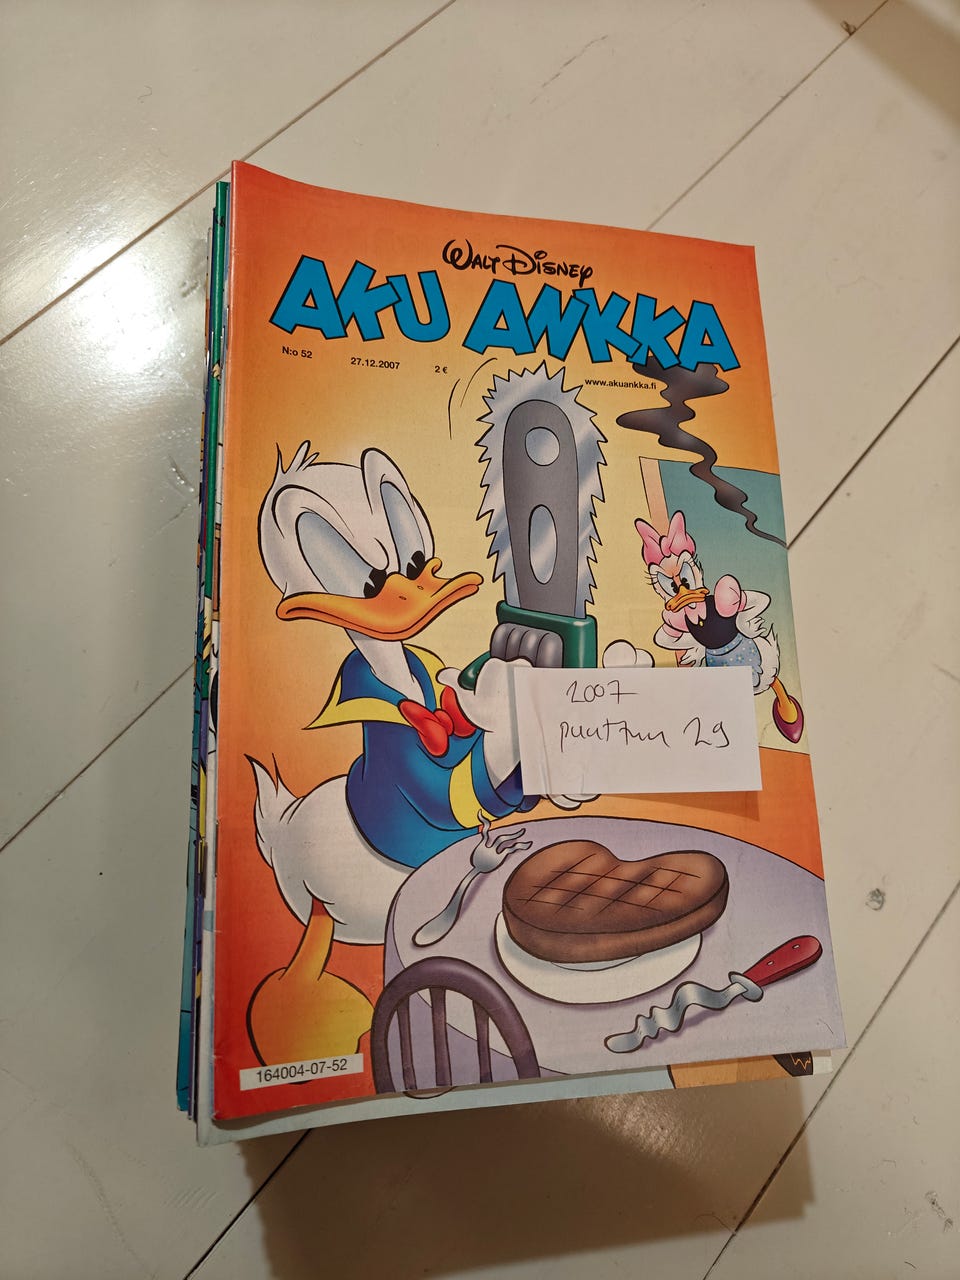 WALT DISNEY
AKU ANKKA
N:o 52 27.12.2007 2 € www.akuankka.fi
2007
puuttuu 29
164004-07-52